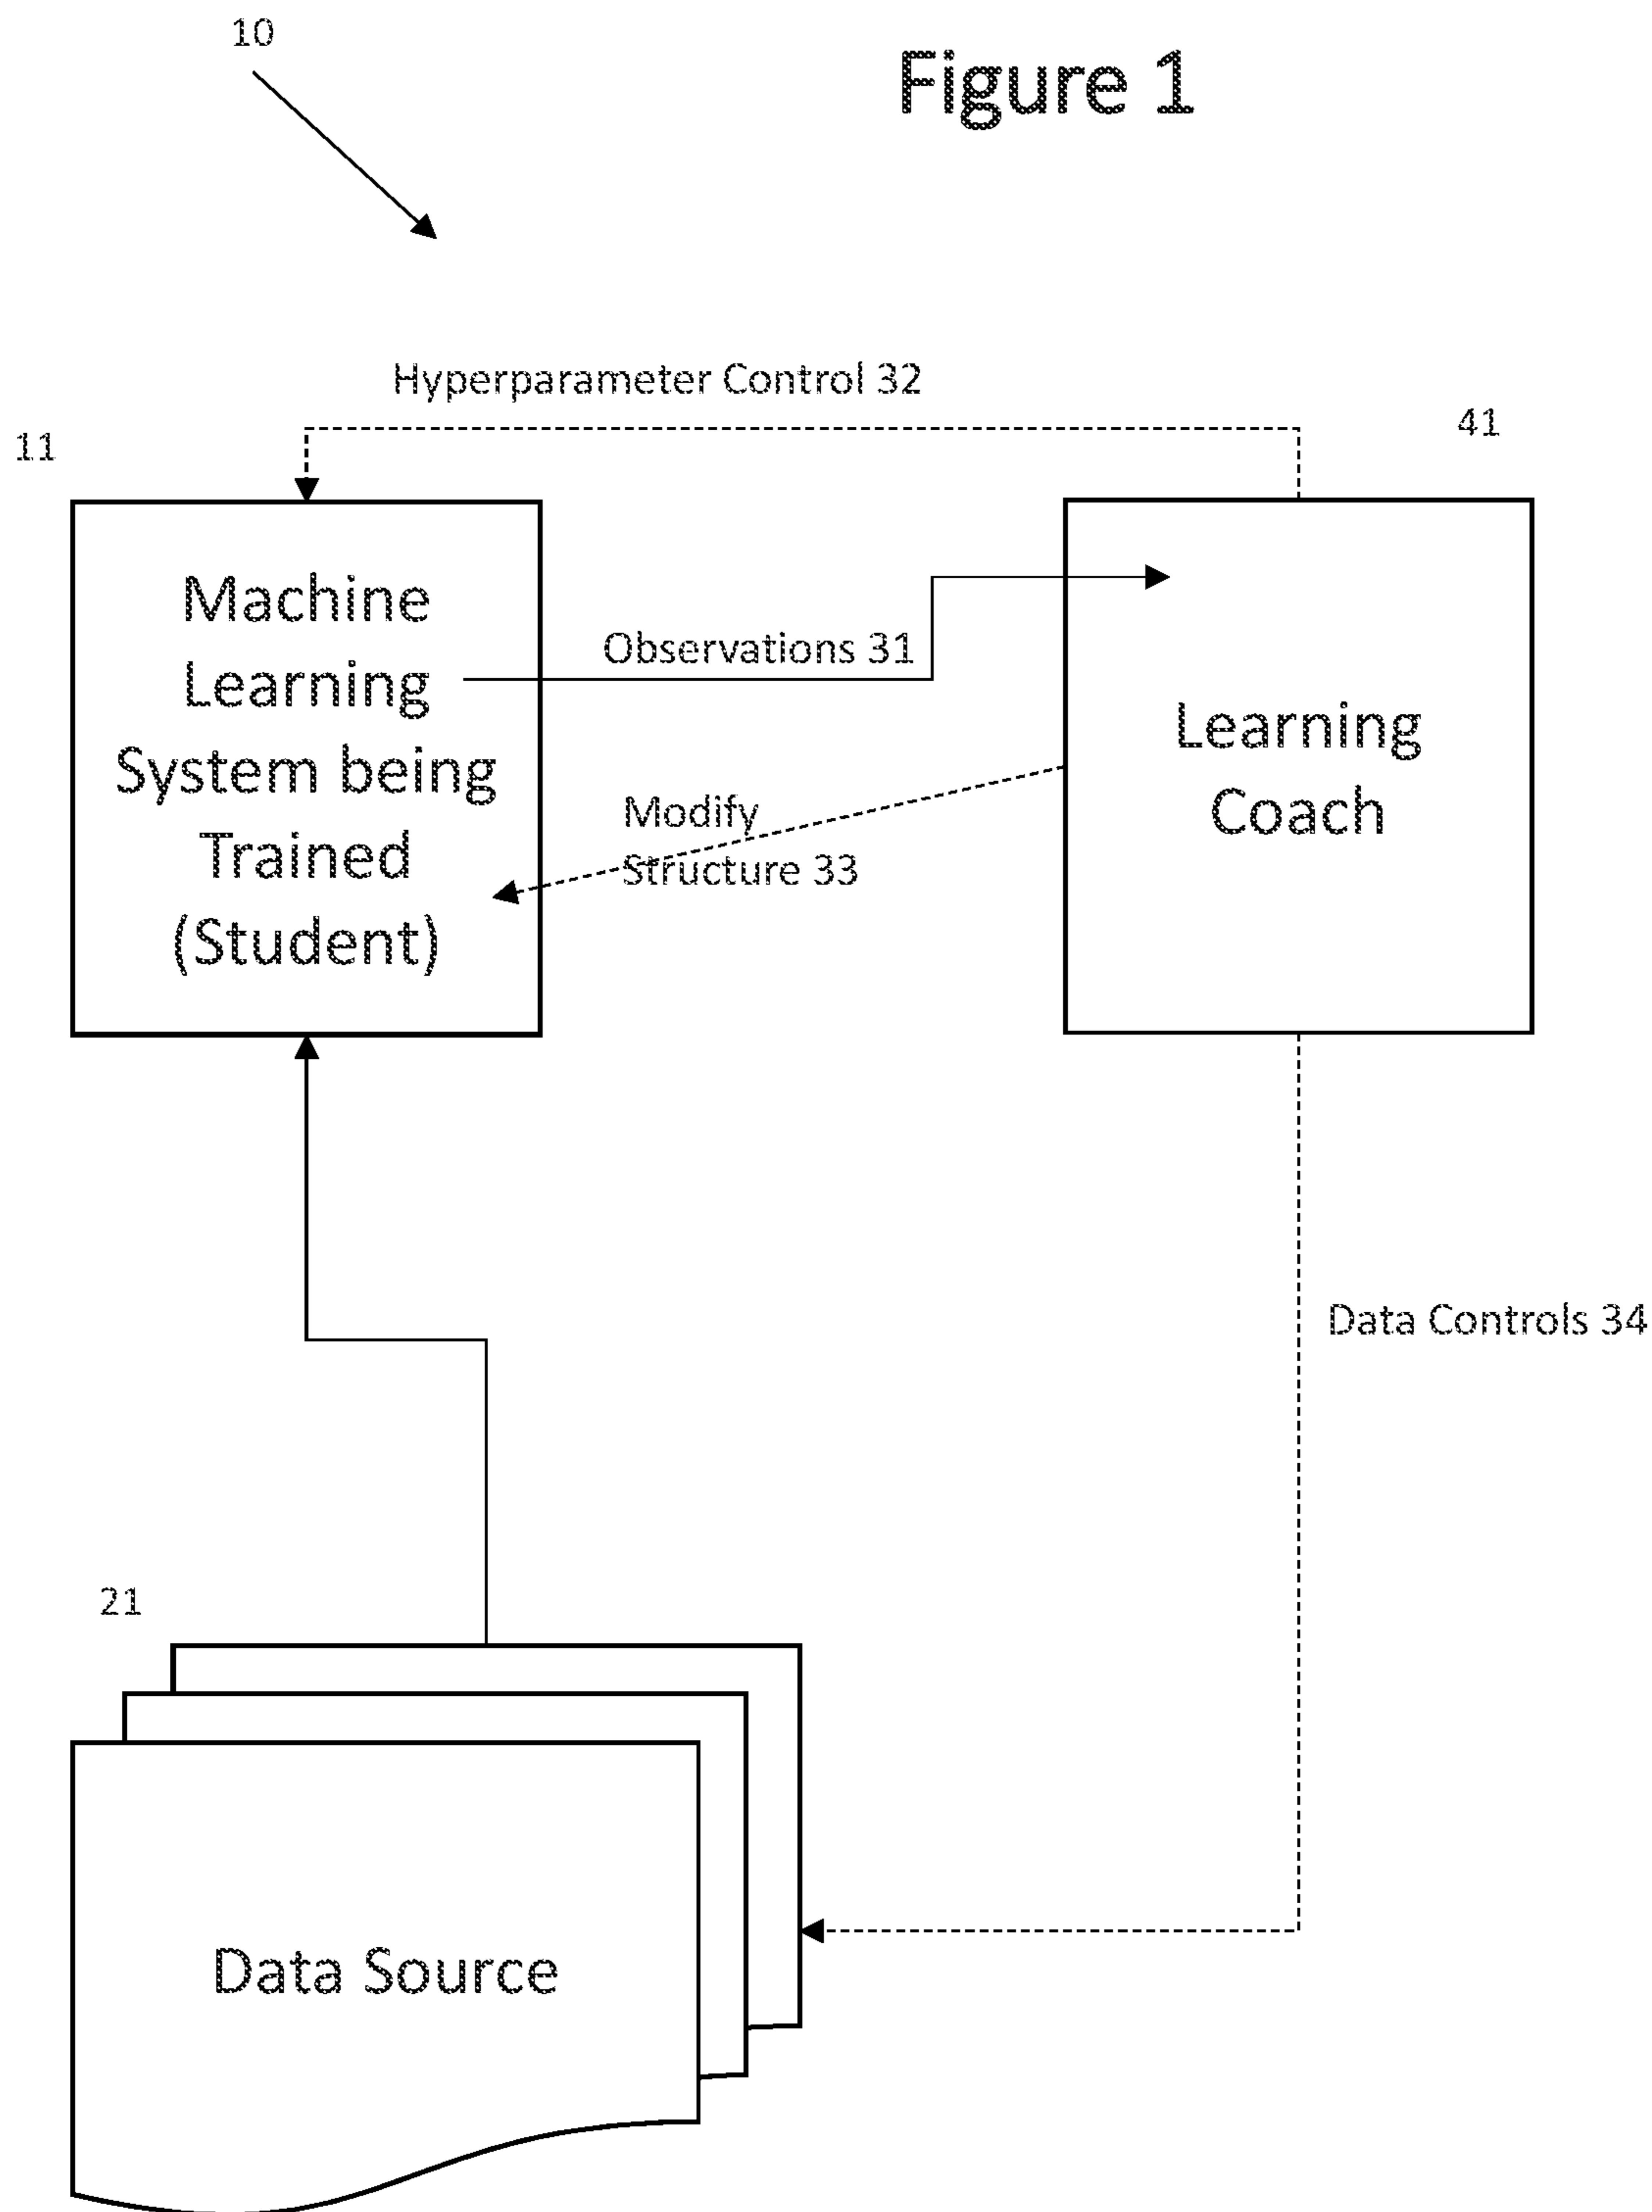 10
Figure 1
Hyperparameter Control 32
11
41
Machine
Learning
System being
Trained
(Student)
Observations 31
Modify
Structure 33
Learning
Coach
Data Controls 34
21
Data Source